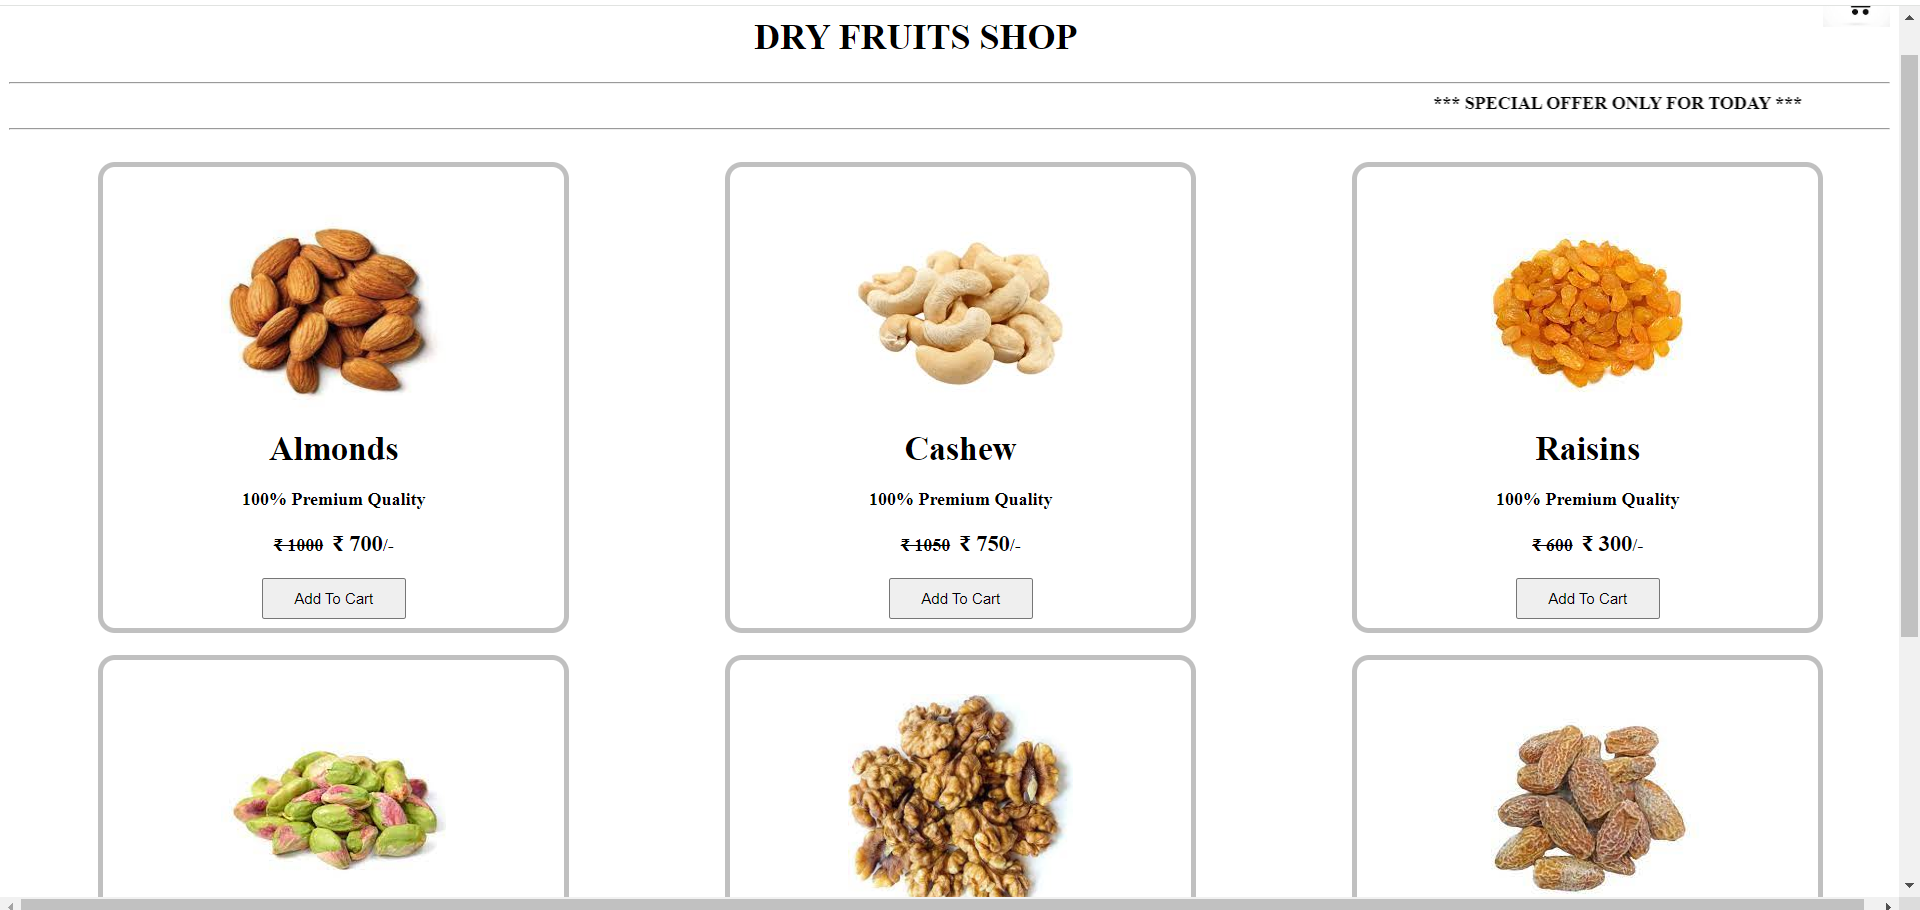 DRY FRUITS SHOP
*** SPECIAL OFFER ONLY FOR TODAY ***
Almonds
100% Premium Quality
₹ 1000 ₹ 700/-
Add To Cart
Cashew
100% Premium Quality
₹ 1050 ₹ 750/-
Add To Cart
Raisins
100% Premium Quality
₹ 600 ₹ 300/-
Add To Cart